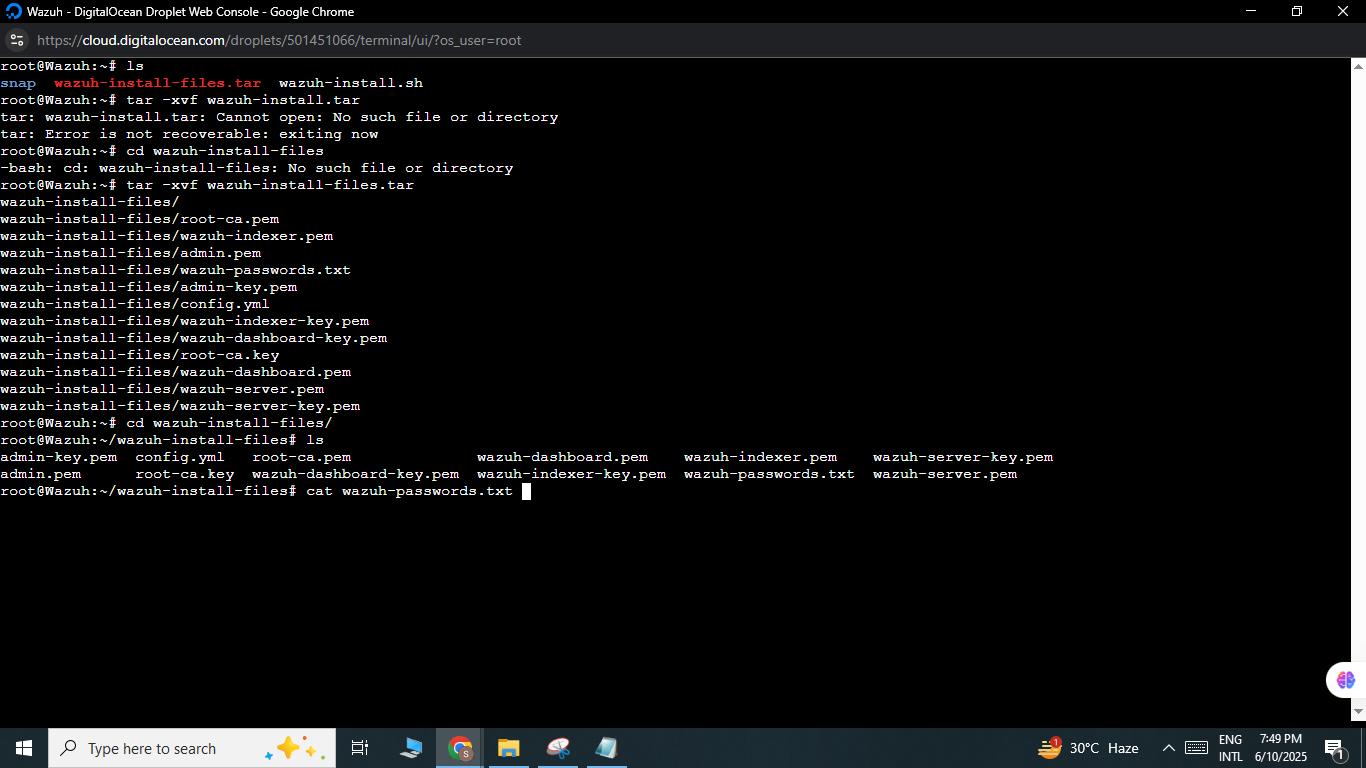 Wazuh - DigitalOcean Droplet Web Console - Google Chrome
https://cloud.digitalocean.com/droplets/501451066/terminal/ui/?os_user=root
root@Wazuh:~# ls
snap  wazuh-install-files.tar  wazuh-install.sh
root@Wazuh:~# tar -xvf wazuh-install.tar
tar: wazuh-install.tar: Cannot open: No such file or directory
tar: Error is not recoverable: exiting now
root@Wazuh:~# cd wazuh-install-files
-bash: cd: wazuh-install-files: No such file or directory
root@Wazuh:~# tar -xvf wazuh-install-files.tar
wazuh-install-files/
wazuh-install-files/root-ca.pem
wazuh-install-files/wazuh-indexer.pem
wazuh-install-files/admin.pem
wazuh-install-files/wazuh-passwords.txt
wazuh-install-files/admin-key.pem
wazuh-install-files/config.yml
wazuh-install-files/wazuh-indexer-key.pem
wazuh-install-files/wazuh-dashboard-key.pem
wazuh-install-files/root-ca.key
wazuh-install-files/wazuh-dashboard.pem
wazuh-install-files/wazuh-server.pem
wazuh-install-files/wazuh-server-key.pem
root@Wazuh:~# cd wazuh-install-files/
root@Wazuh:~/wazuh-install-files# ls
admin-key.pem  config.yml   root-ca.pem              wazuh-dashboard.pem    wazuh-indexer.pem    wazuh-server-key.pem
admin.pem      root-ca.key  wazuh-dashboard-key.pem  wazuh-indexer-key.pem  wazuh-passwords.txt  wazuh-server.pem
root@Wazuh:~/wazuh-install-files# cat wazuh-passwords.txt
Type here to search
S
1
30°C Haze
ENG
INTL
7:49 PM
6/10/2025
1